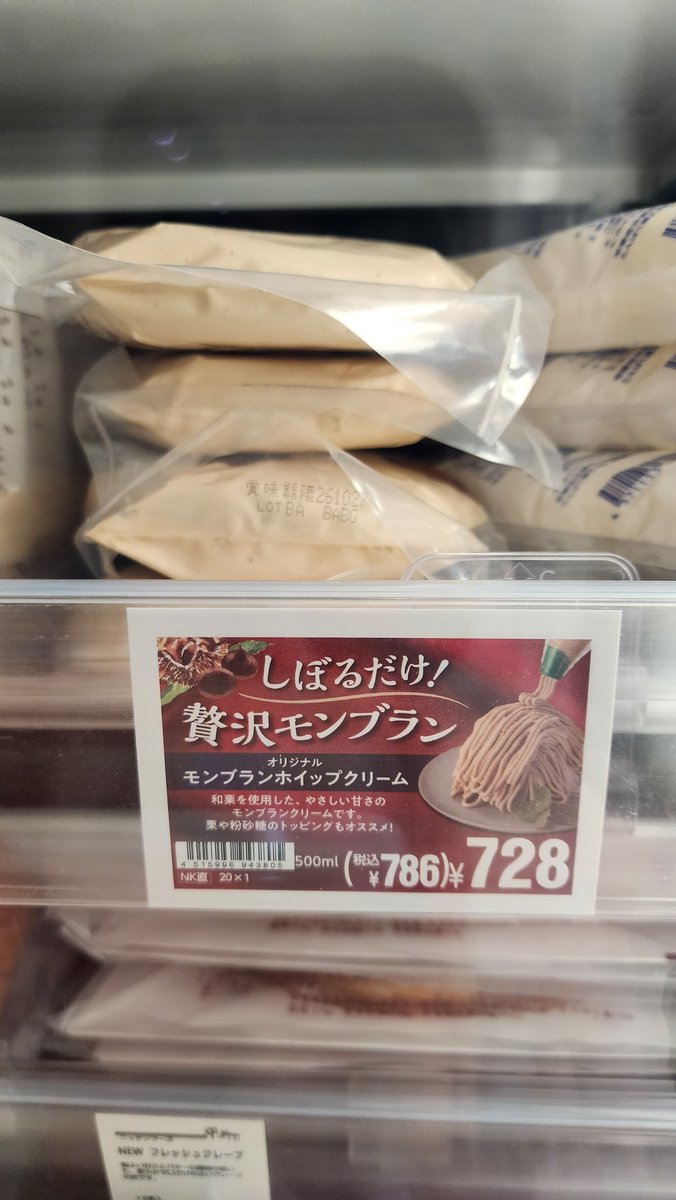 賞味期限26102
LOTBA BABG
しぼるだけ!
贅沢モンブラン
オリジナル
モンブランホイップクリーム
和栗を使用した、やさしい甘さの
モンブランクリームです。
栗や粉砂糖のトッピングもオススメ!
4 515996 943805
500ml (税込¥786)¥728
NK直 20×1
NEW フレッシュクレープ